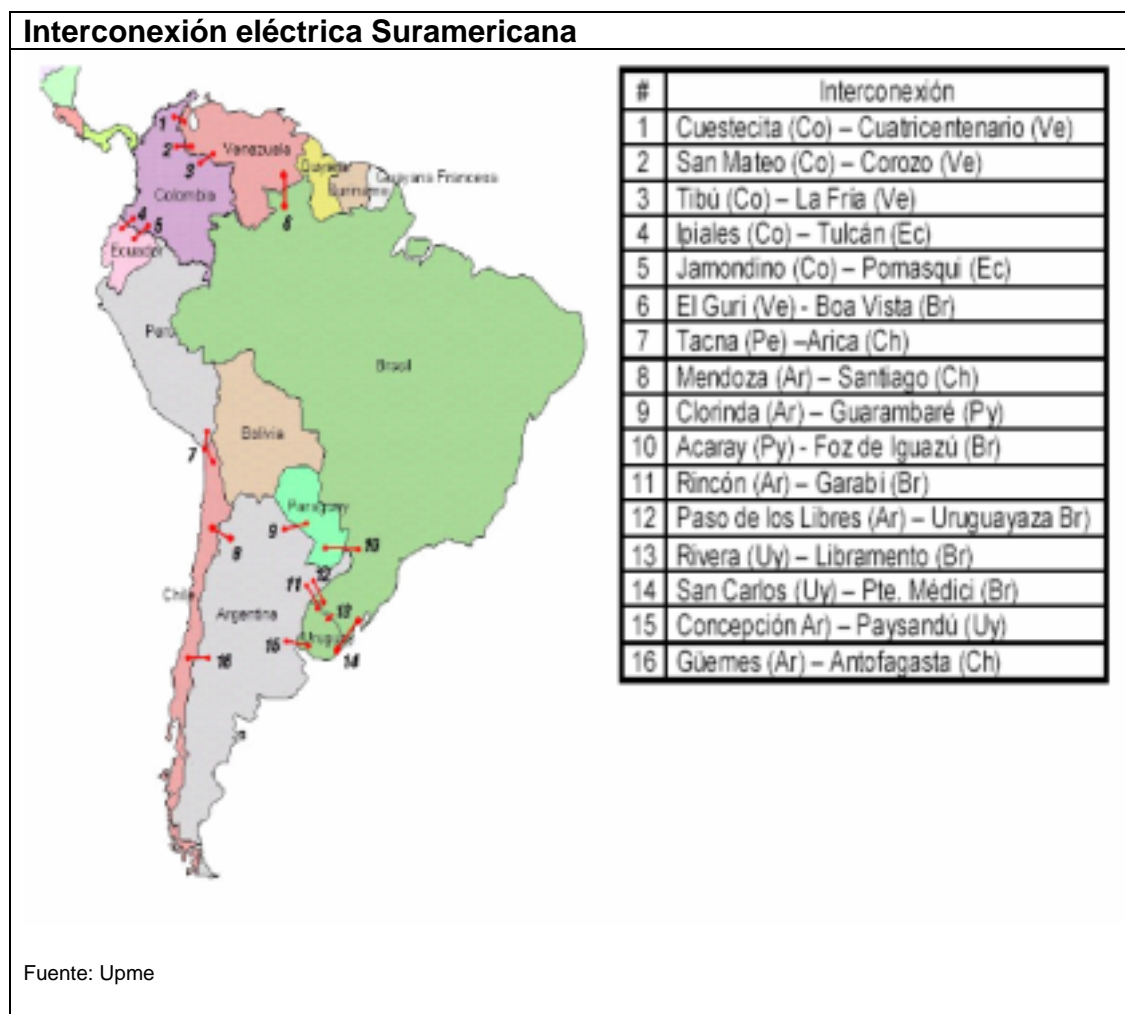 Interconexión eléctrica Suramericana
# Interconexión
1 Cuestecita (Co) – Cuatricentenario (Ve)
2 San Mateo (Co) – Corozo (Ve)
3 Tibú (Co) – La Fría (Ve)
4 Ipiales (Co) – Tulcán (Ec)
5 Jamondino (Co) – Pomasqui (Ec)
6 El Guri (Ve) - Boa Vista (Br)
7 Tacna (Pe) –Arica (Ch)
8 Mendoza (Ar) – Santiago (Ch)
9 Clorinda (Ar) – Guarambaré (Py)
10 Acaray (Py) - Foz de Iguazú (Br)
11 Rincón (Ar) – Garabí (Br)
12 Paso de los Libres (Ar) – Uruguayaza Br)
13 Rivera (Uy) – Libramento (Br)
14 San Carlos (Uy) – Pte. Médici (Br)
15 Concepción Ar) – Paysandú (Uy)
16 Güemes (Ar) – Antofagasta (Ch)
1
2
3
Venezuela
Guyana
Suriname
Guayana Francesa
Colombia
4
5
6
Ecuador
Perú
Brasil
Bolivia
7
Paraguay
9
8
10
12
11
Chile
Argentina
13
15
Uruguay
14
16
Fuente: Upme